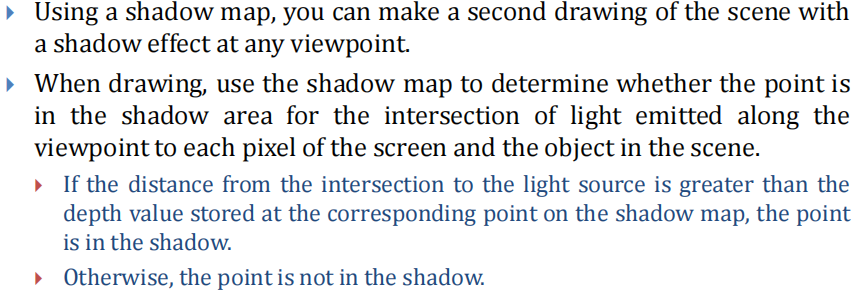 Using a shadow map, you can make a second drawing of the scene with
a shadow effect at any viewpoint.
When drawing, use the shadow map to determine whether the point is
in the shadow area for the intersection of light emitted along the
viewpoint to each pixel of the screen and the object in the scene.
If the distance from the intersection to the light source is greater than the
depth value stored at the corresponding point on the shadow map, the point
is in the shadow.
Otherwise, the point is not in the shadow.